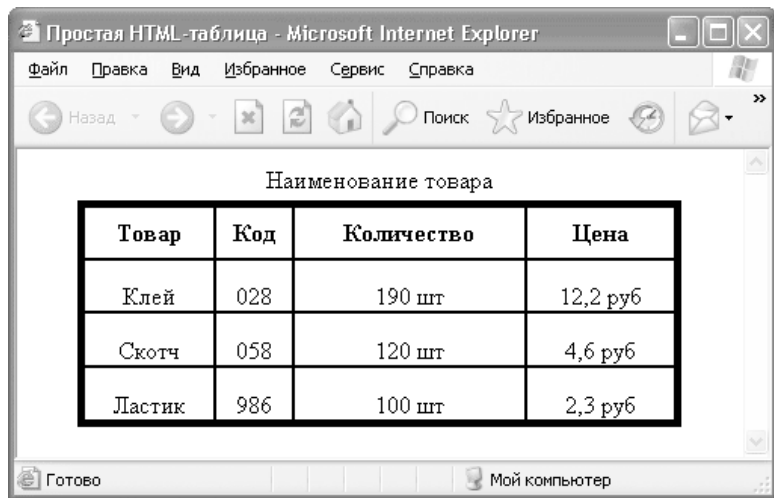 Простая HTML-таблица - Microsoft Internet Explorer
Файл Правка Вид Избранное Сервис Справка
Назад Поиск Избранное »
Наименование товара
Товар Код Количество Цена
Клей 028 190 шт 12,2 руб
Скотч 058 120 шт 4,6 руб
Ластик 986 100 шт 2,3 руб
Готово Мой компьютер